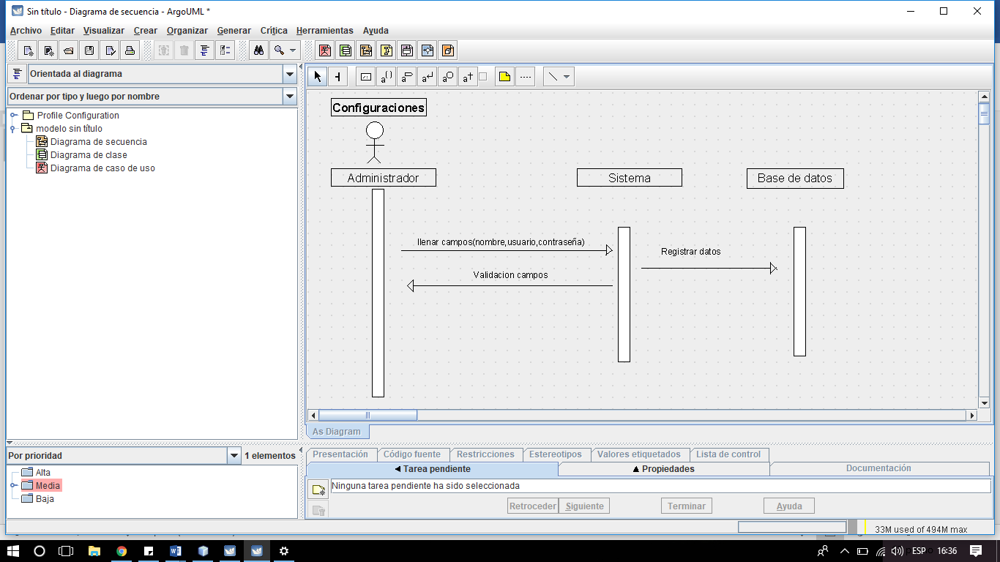 Sin título - Diagrama de secuencia - ArgoUML *
Archivo Editar Visualizar Crear Organizar Generar Crítica Herramientas Ayuda
Orientada al diagrama
Ordenar por tipo y luego por nombre
Profile Configuration
modelo sin título
Diagrama de secuencia
Diagrama de clase
Diagrama de caso de uso
Configuraciones
Administrador Sistema Base de datos
llenar campos(nombre,usuario,contraseña)
Registrar datos
Validacion campos
As Diagram
Por prioridad 1 elementos
Alta
Media
Baja
Presentación Código fuente Restricciones Estereotipos Valores etiquetados Lista de control
Tarea pendiente Propiedades Documentación
Ninguna tarea pendiente ha sido seleccionada
Retroceder Siguiente Terminar Ayuda
33M used of 494M max
ESP 16:36